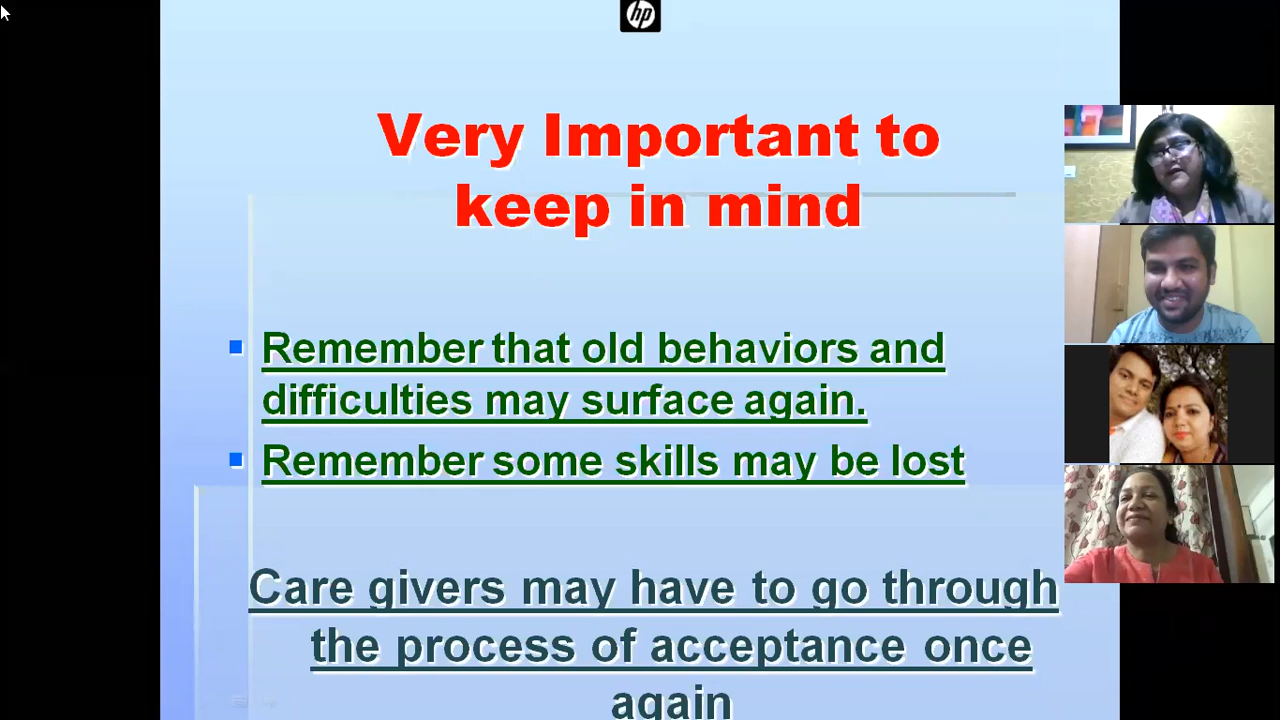 hp
Very Important to
keep in mind
Remember that old behaviors and
difficulties may surface again.
Remember some skills may be lost
Care givers may have to go through
the process of acceptance once
again